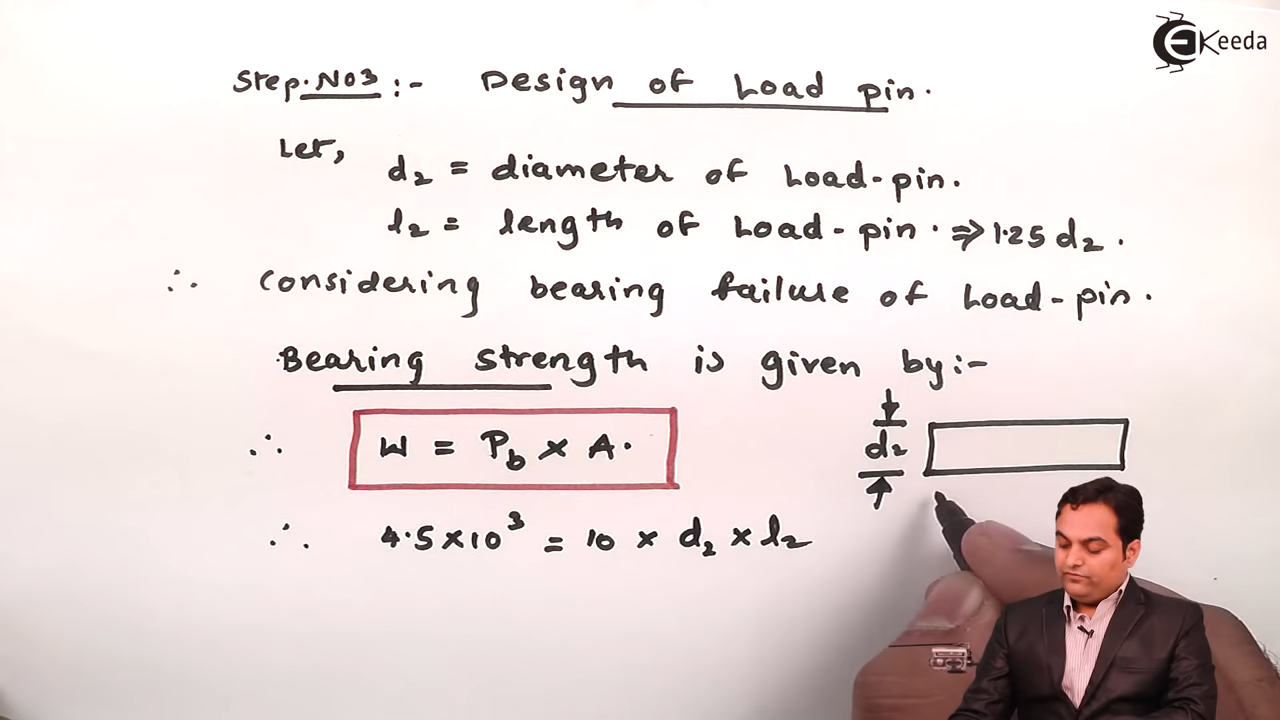 EKeeda
Step. No3 :- Design of Load pin.
Let,
d₂ = diameter of Load-pin.
l₂ = length of Load-pin. ⇒ 1.25 d₂.
∴ Considering bearing failure of Load-pin.
Bearing strength is given by:-
∴ W = P_b × A.
d₂
∴ 4.5×10³ = 10 × d₂ × l₂